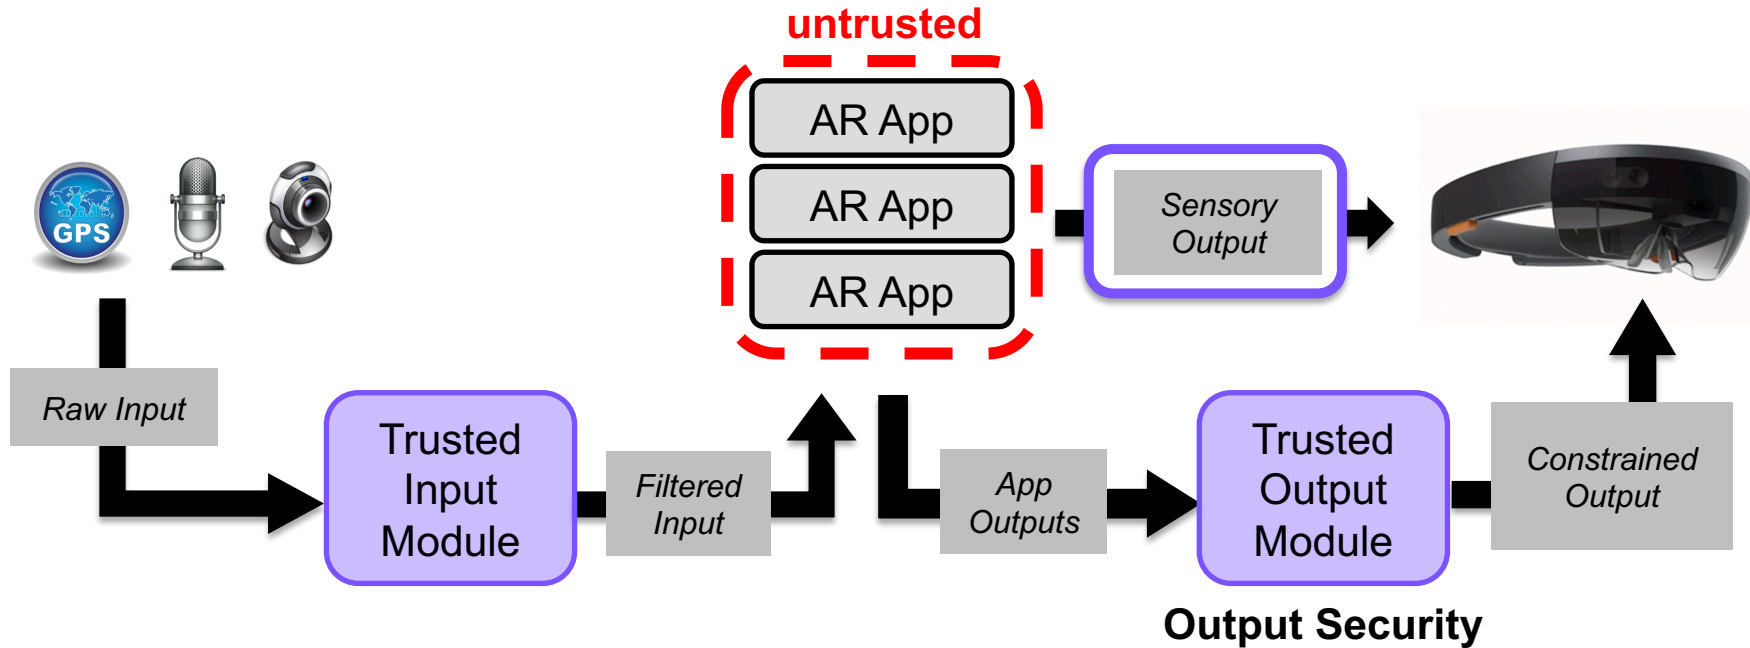 untrusted
AR App
AR App
AR App
GPS
Sensory
Output
Raw Input
Trusted
Input
Module
Filtered
Input
App
Outputs
Trusted
Output
Module
Constrained
Output
Output Security